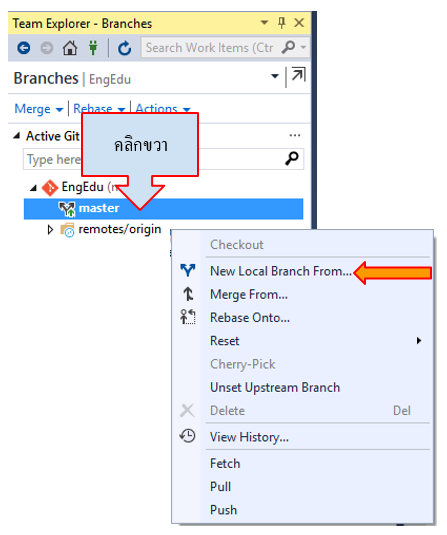 Team Explorer - Branches
Search Work Items (Ctr
Branches | EngEdu
Merge Rebase Actions
Active Git
Type here
คลิกขวา
EngEdu (m
master
remotes/origin
Checkout
New Local Branch From...
Merge From...
Rebase Onto...
Reset
Cherry-Pick
Unset Upstream Branch
Delete Del
View History...
Fetch
Pull
Push